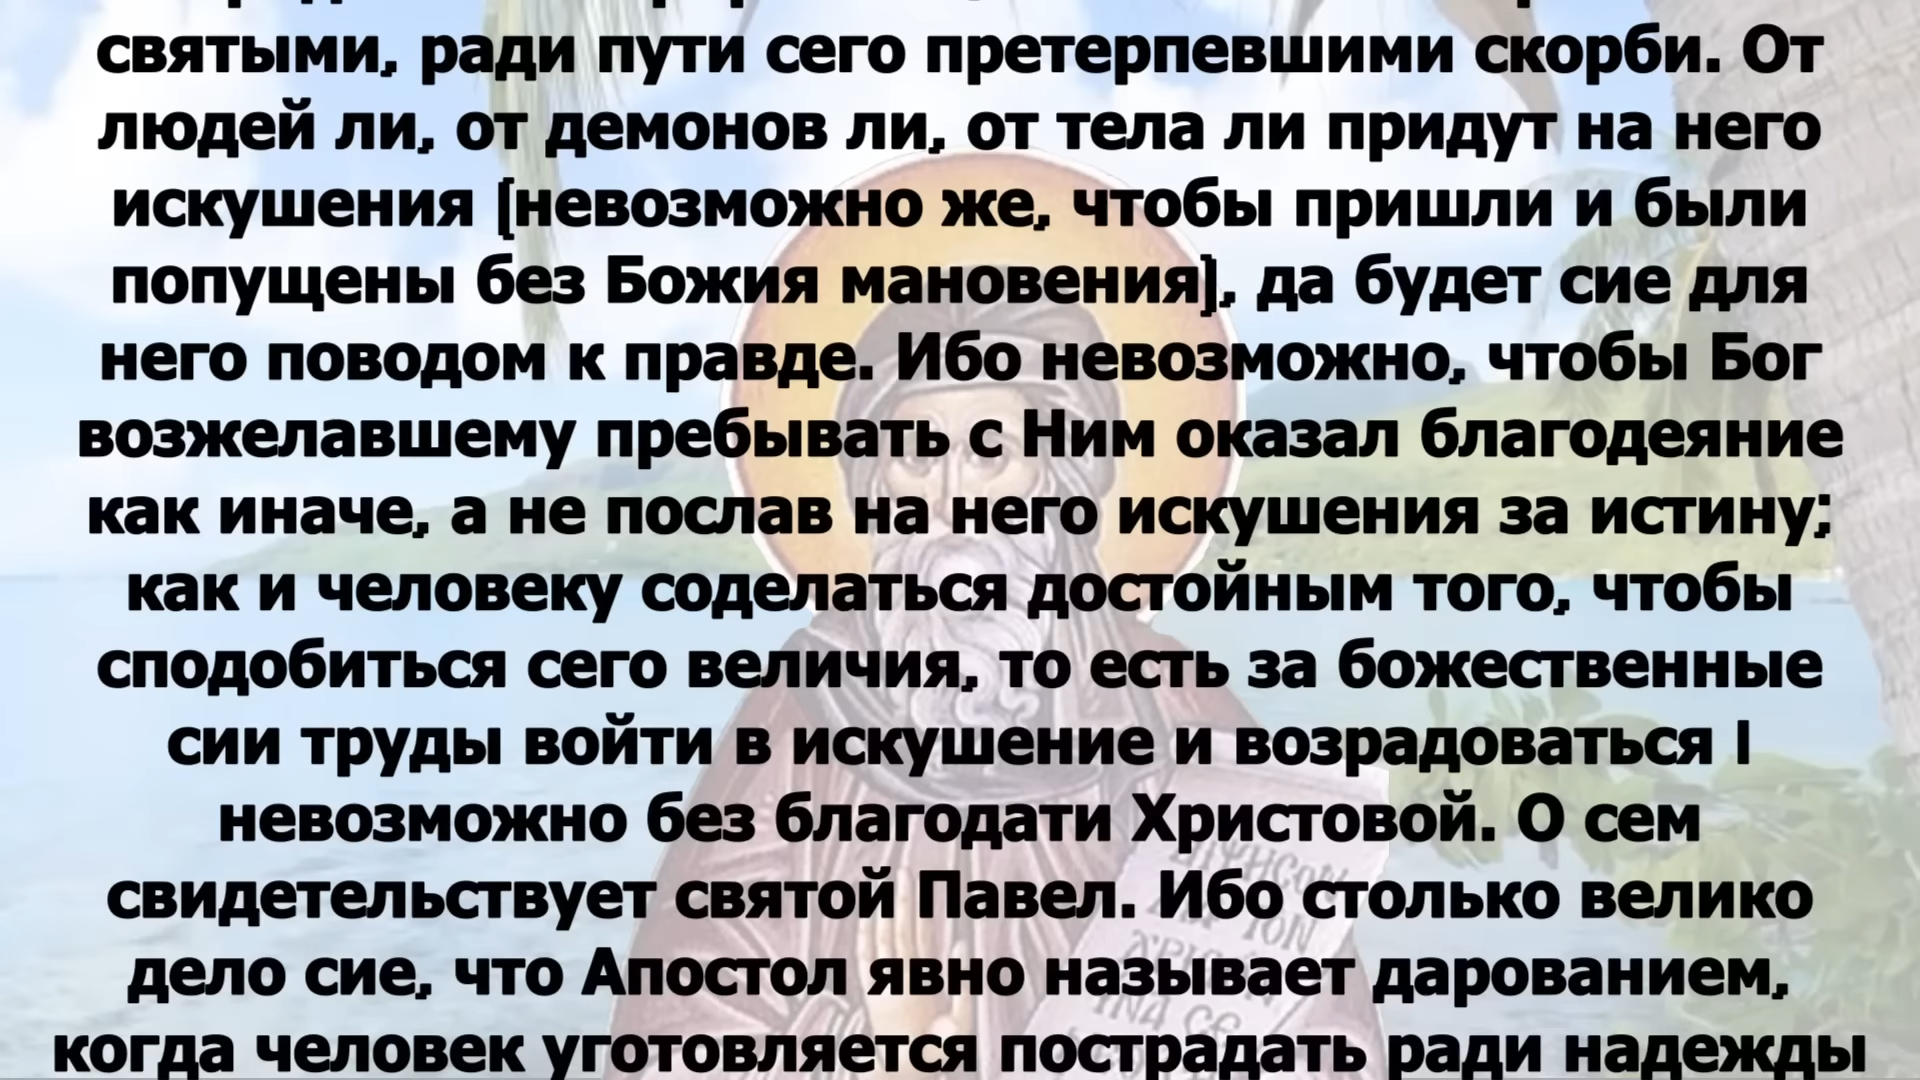 святыми, ради пути сего претерпевшими скорби. От
людей ли, от демонов ли, от тела ли придут на него
искушения (невозможно же, чтобы пришли и были
попущены без Божия мановения), да будет сие для
него поводом к правде. Ибо невозможно, чтобы Бог
возжелавшему пребывать с Ним оказал благодеяние
как иначе, а не послав на него искушения за истину;
как и человеку соделаться достойным того, чтобы
сподобиться сего величия, то есть за божественные
сии труды войти в искушение и возрадоваться |
невозможно без благодати Христовой. О сем
свидетельствует святой Павел. Ибо столько велико
дело сие, что Апостол явно называет дарованием,
когда человек уготовляется пострадать ради надежды